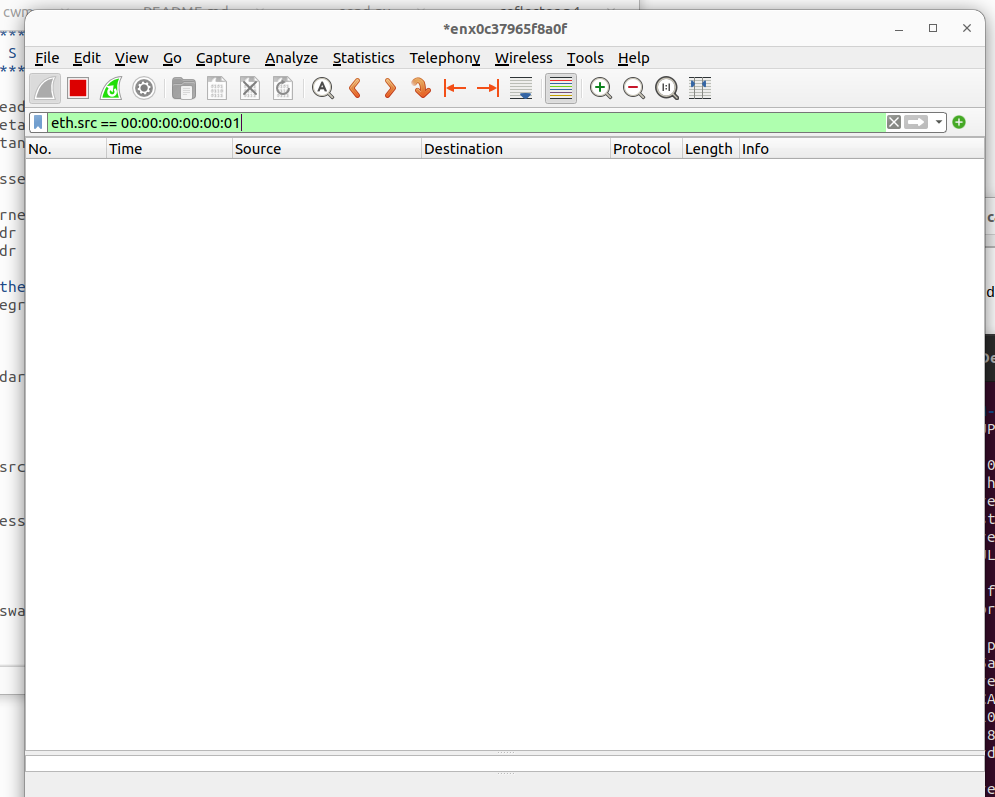 *enx0c37965f8a0f
File Edit View Go Capture Analyze Statistics Telephony Wireless Tools Help
eth.src == 00:00:00:00:00:01
No. Time Source Destination Protocol Length Info